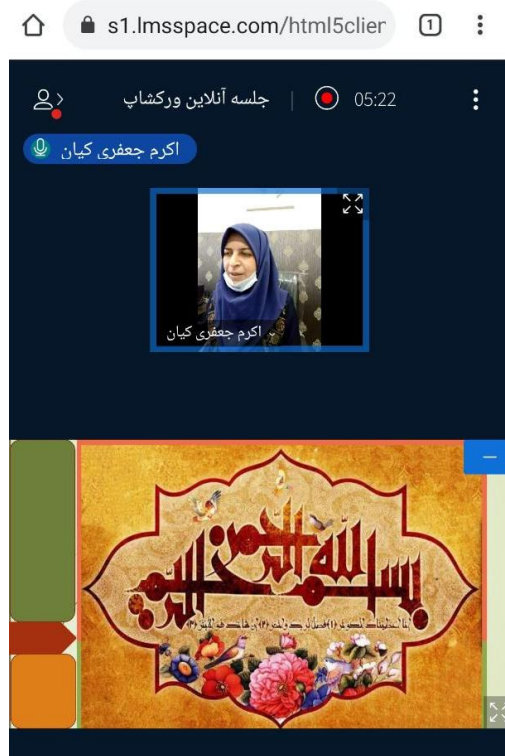 s1.lmsspace.com/html5clier
1
جلسه آنلاین ورکشاپ | 05:22
اکرم جعفری کیان
اکرم جعفری کیان
بسم الله الرحمن الرحیم